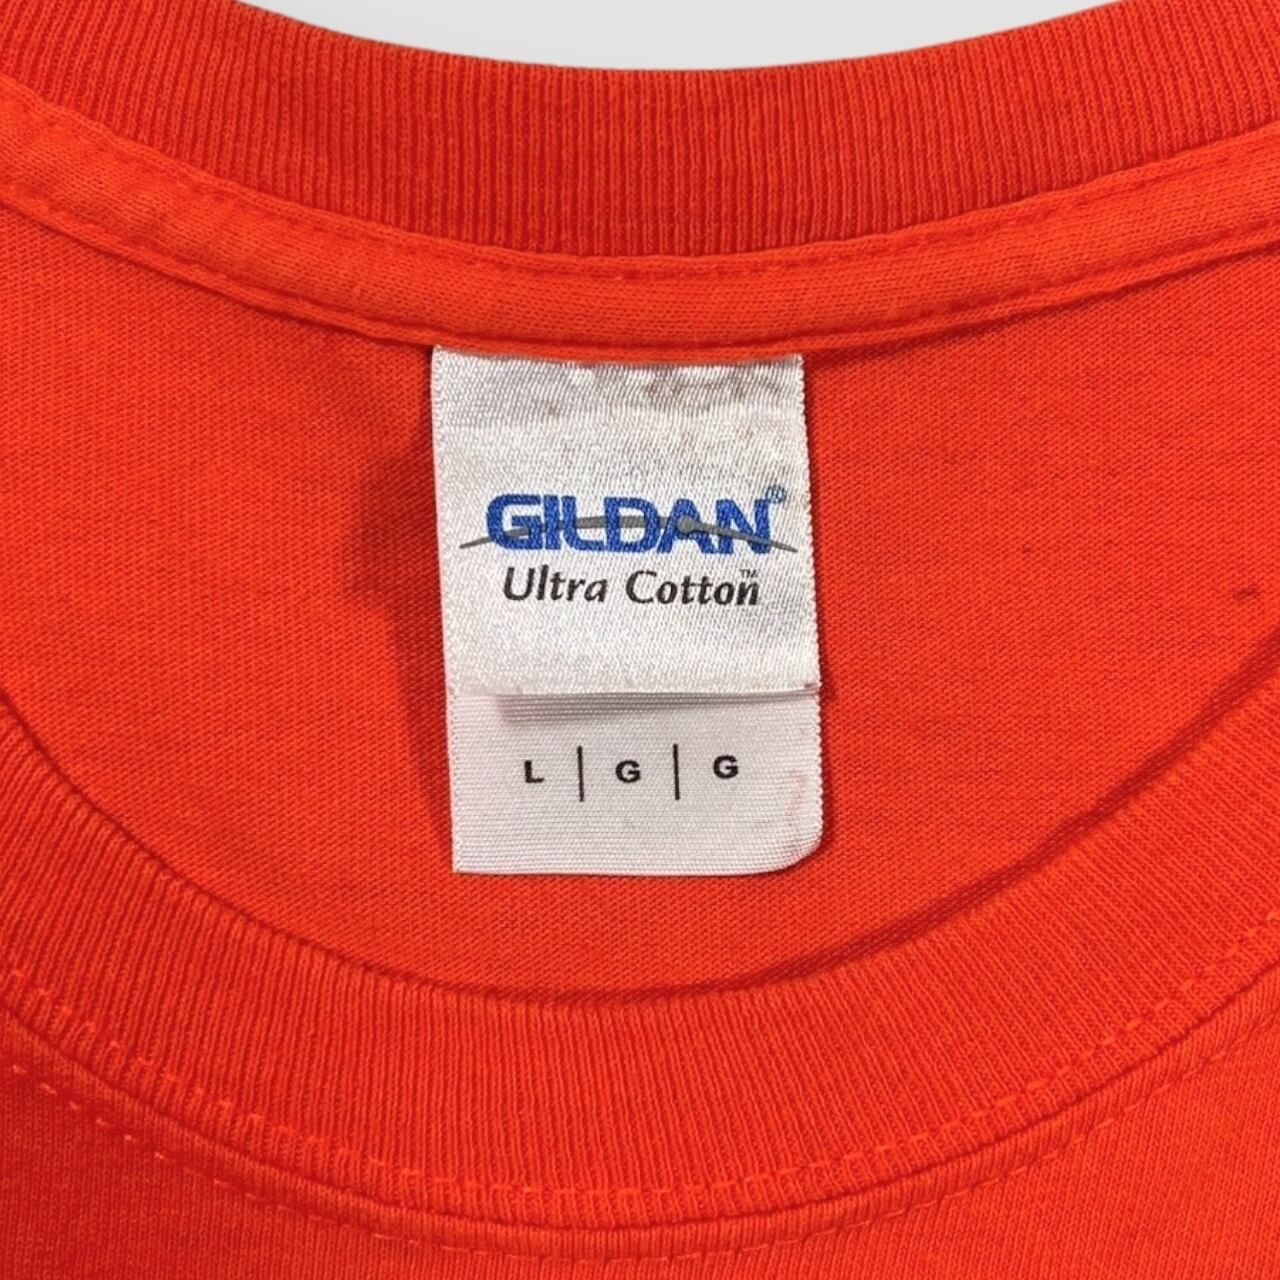 GILDAN®
Ultra Cotton™
L | G | G